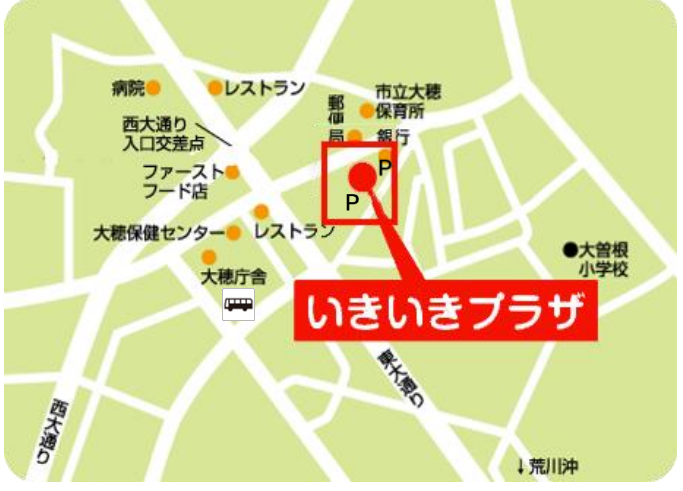 病院
レストラン
市立大穂
保育所
郵便局
銀行
西大通り
入口交差点
ファースト
フード店
P
P
大穂保健センター
レストラン
大穂庁舎
大曽根
小学校
いきいきプラザ
東大通り
西大通り
↓荒川沖